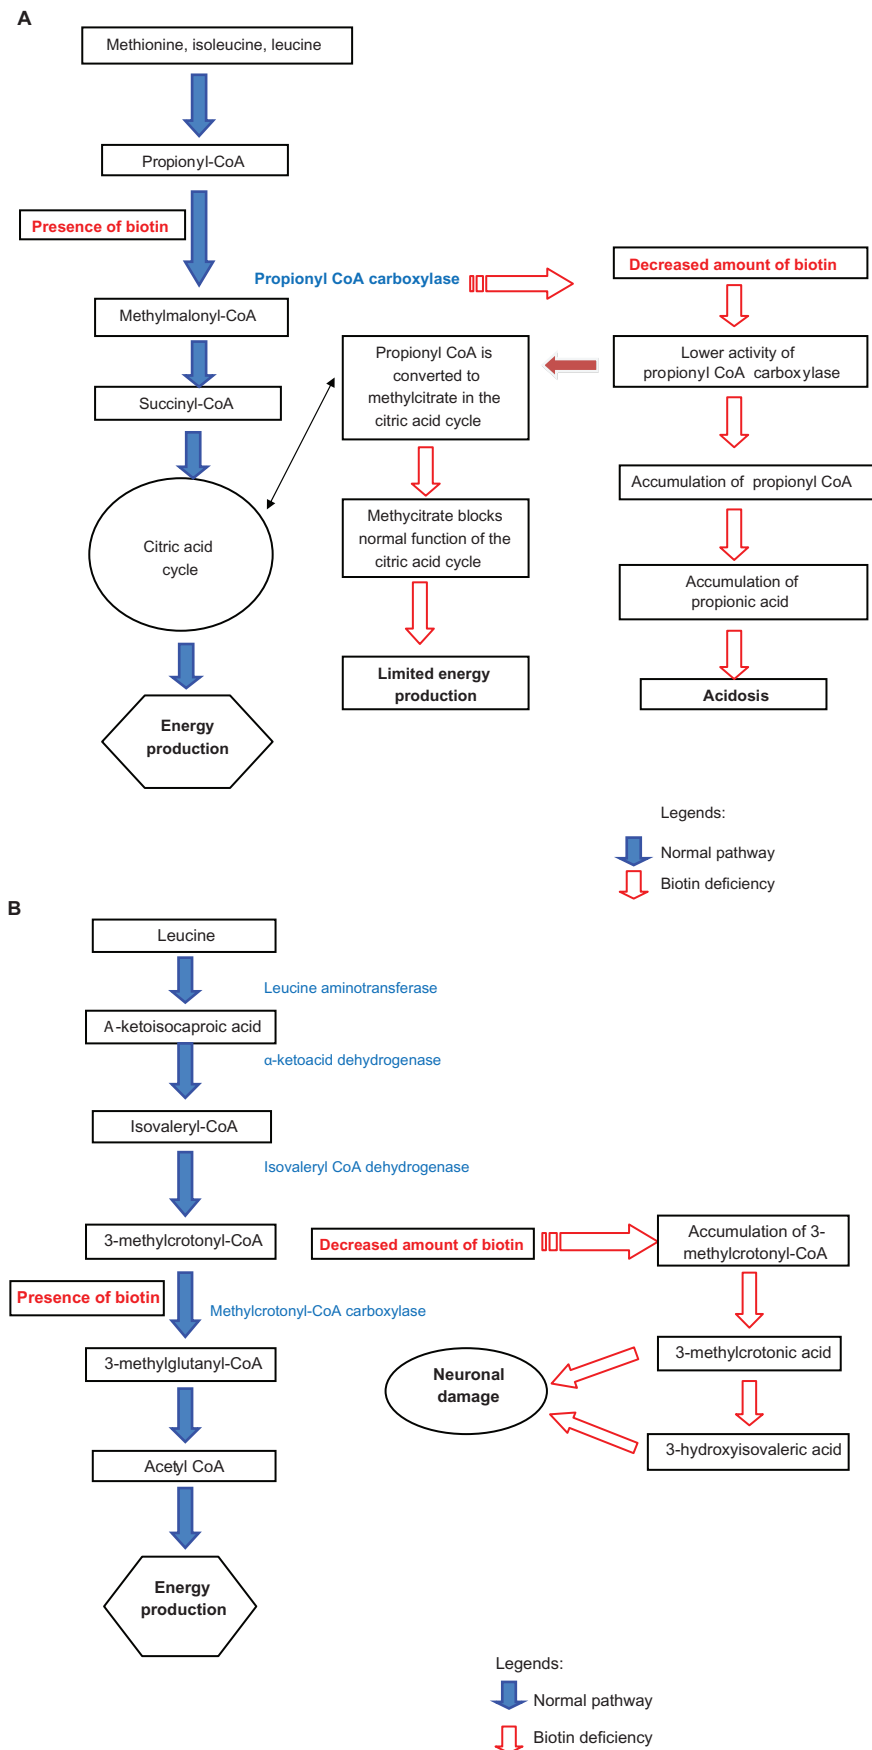 A
Methionine, isoleucine, leucine
Propionyl-CoA
Presence of biotin
Propionyl CoA carboxylase
Decreased amount of biotin
Methylmalonyl-CoA
Propionyl CoA is
converted to
methylcitrate in the
citric acid cycle
Lower activity of
propionyl CoA carboxylase
Succinyl-CoA
Accumulation of propionyl CoA
Citric acid
cycle
Methycitrate blocks
normal function of the
citric acid cycle
Accumulation of
propionic acid
Limited energy
production
Acidosis
Energy
production
Legends:
Normal pathway
Biotin deficiency
B
Leucine
Leucine aminotransferase
A-ketoisocaproic acid
α-ketoacid dehydrogenase
Isovaleryl-CoA
Isovaleryl CoA dehydrogenase
3-methylcrotonyl-CoA
Decreased amount of biotin
Accumulation of 3-
methylcrotonyl-CoA
Presence of biotin
Methylcrotonyl-CoA carboxylase
3-methylglutanyl-CoA
Neuronal
damage
3-methylcrotonic acid
3-hydroxyisovaleric acid
Acetyl CoA
Energy
production
Legends:
Normal pathway
Biotin deficiency